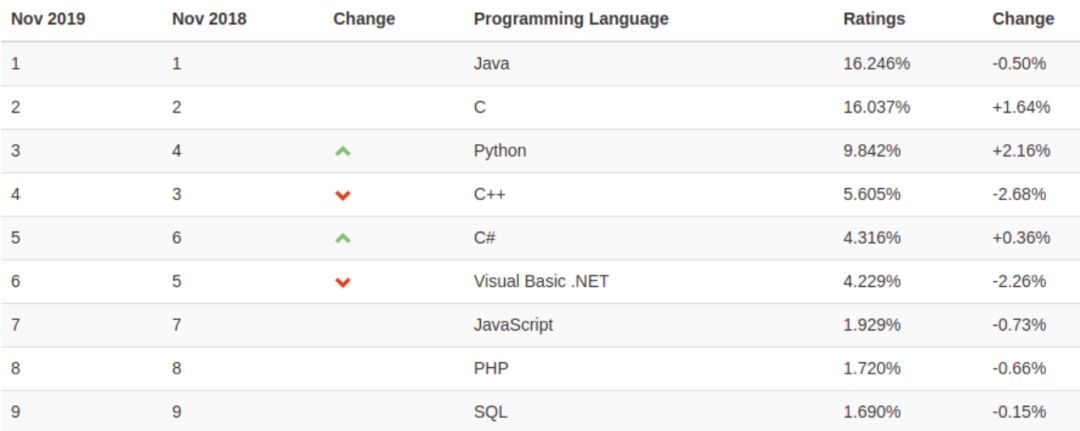 Nov 2019 Nov 2018 Change Programming Language Ratings Change
1 1 Java 16.246% -0.50%
2 2 C 16.037% +1.64%
3 4 Python 9.842% +2.16%
4 3 C++ 5.605% -2.68%
5 6 C# 4.316% +0.36%
6 5 Visual Basic .NET 4.229% -2.26%
7 7 JavaScript 1.929% -0.73%
8 8 PHP 1.720% -0.66%
9 9 SQL 1.690% -0.15%